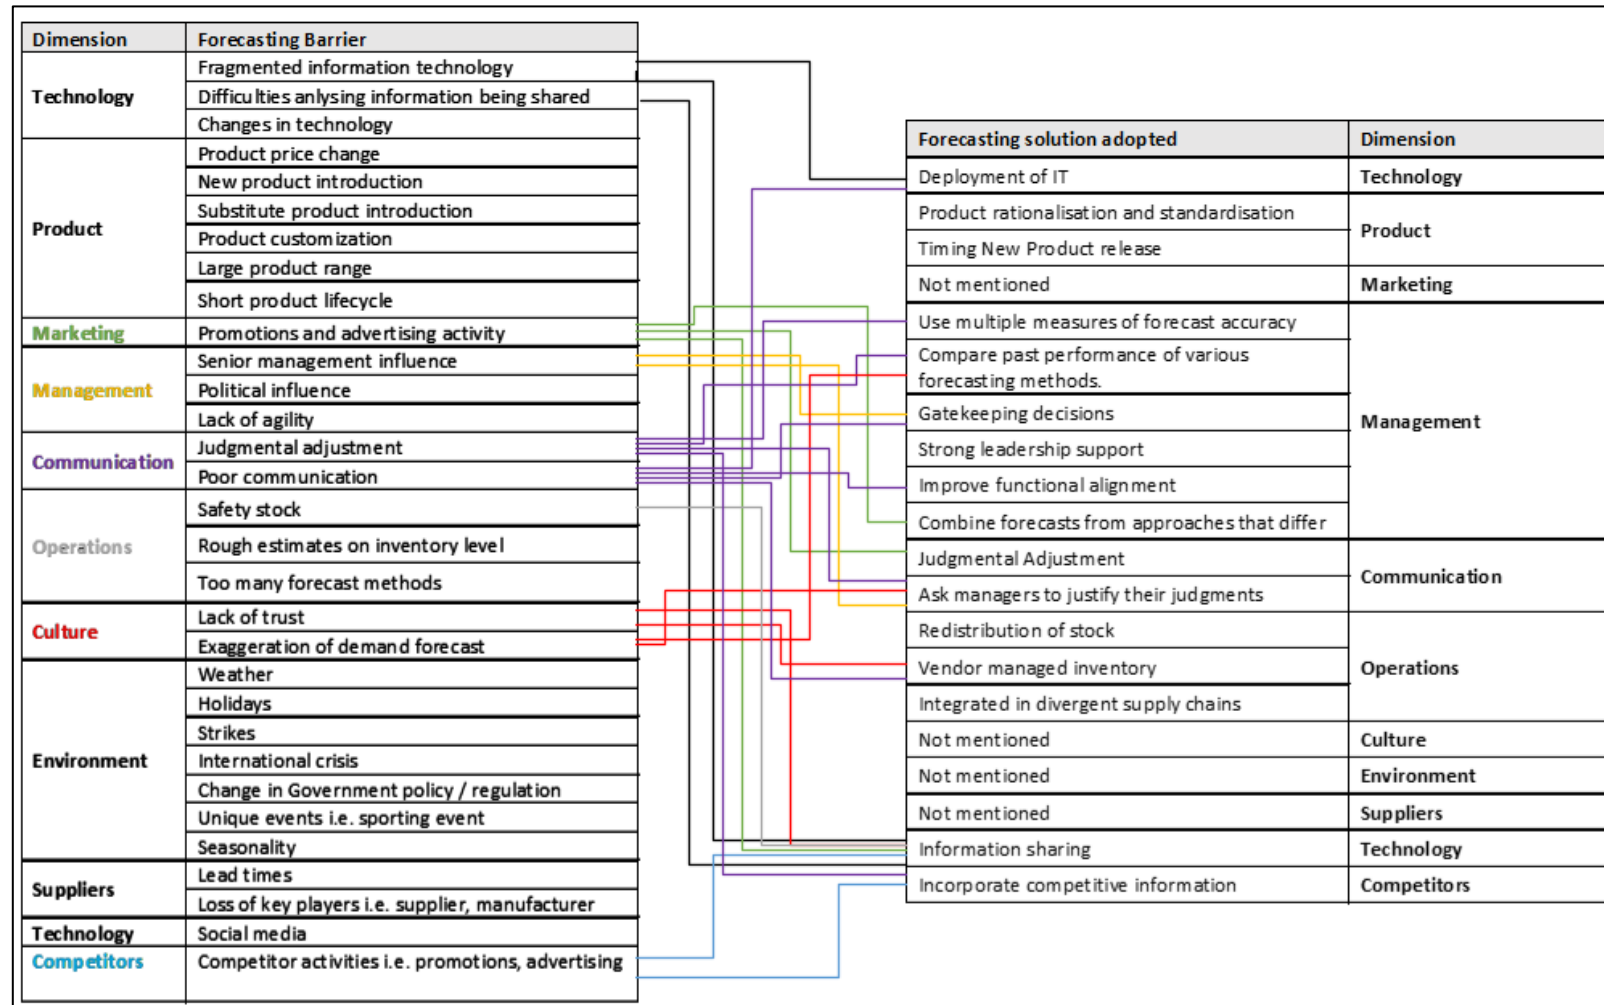 Dimension Forecasting Barrier
Technology
Fragmented information technology
Difficulties anlysing information being shared
Changes in technology
Product
Product price change
New product introduction
Substitute product introduction
Product customization
Large product range
Short product lifecycle
Marketing
Promotions and advertising activity
Management
Senior management influence
Political influence
Lack of agility
Communication
Judgmental adjustment
Poor communication
Operations
Safety stock
Rough estimates on inventory level
Too many forecast methods
Culture
Lack of trust
Exaggeration of demand forecast
Environment
Weather
Holidays
Strikes
International crisis
Change in Government policy / regulation
Unique events i.e. sporting event
Seasonality
Suppliers
Lead times
Loss of key players i.e. supplier, manufacturer
Technology
Social media
Competitors
Competitor activities i.e. promotions, advertising
Forecasting solution adopted Dimension
Deployment of IT
Technology
Product rationalisation and standardisation
Timing New Product release
Product
Not mentioned
Marketing
Use multiple measures of forecast accuracy
Compare past performance of various
forecasting methods.
Gatekeeping decisions
Strong leadership support
Improve functional alignment
Combine forecasts from approaches that differ
Management
Judgmental Adjustment
Ask managers to justify their judgments
Communication
Redistribution of stock
Vendor managed inventory
Integrated in divergent supply chains
Operations
Not mentioned
Culture
Not mentioned
Environment
Not mentioned
Suppliers
Information sharing
Technology
Incorporate competitive information
Competitors